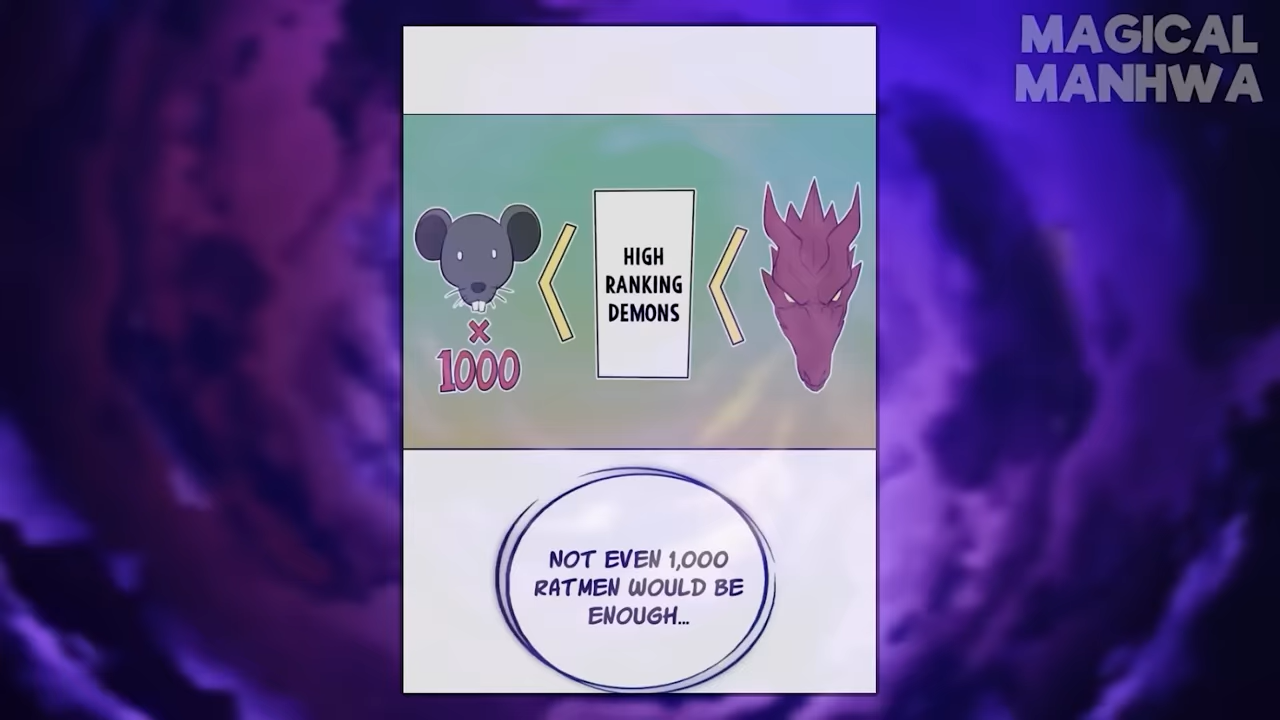 MAGICAL
MANHWA
HIGH
RANKING
DEMONS
×
1000
NOT EVEN 1,000
RATMEN WOULD BE
ENOUGH...